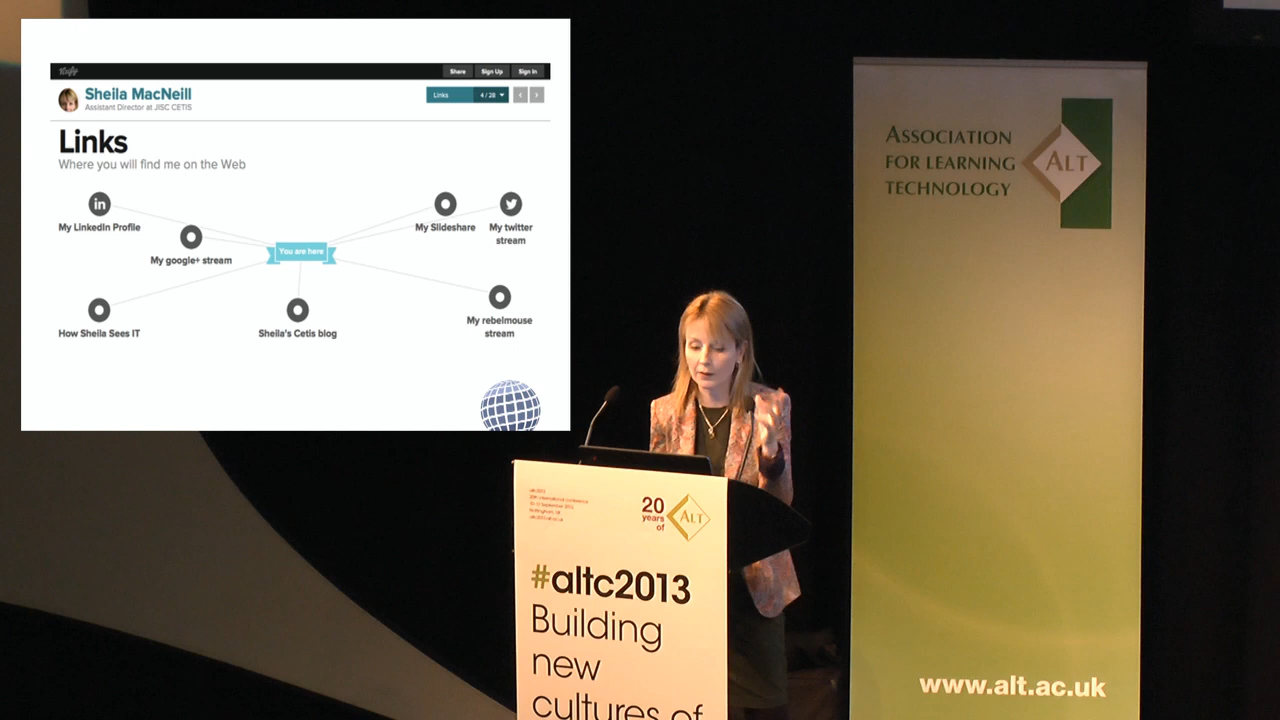 Share
Sign Up
Sign In
Sheila MacNeill
Assistant Director at JISC CETIS
Links
4 / 28
Links
Where you will find me on the Web
My LinkedIn Profile
My Slideshare
My twitter
stream
My google+ stream
You are here
How Sheila Sees IT
Sheila's Cetis blog
My rebelmouse
stream
ASSOCIATION
FOR LEARNING
TECHNOLOGY
ALT
www.alt.ac.uk
20
years
of
ALT
#altc2013
Building
new
cultures of